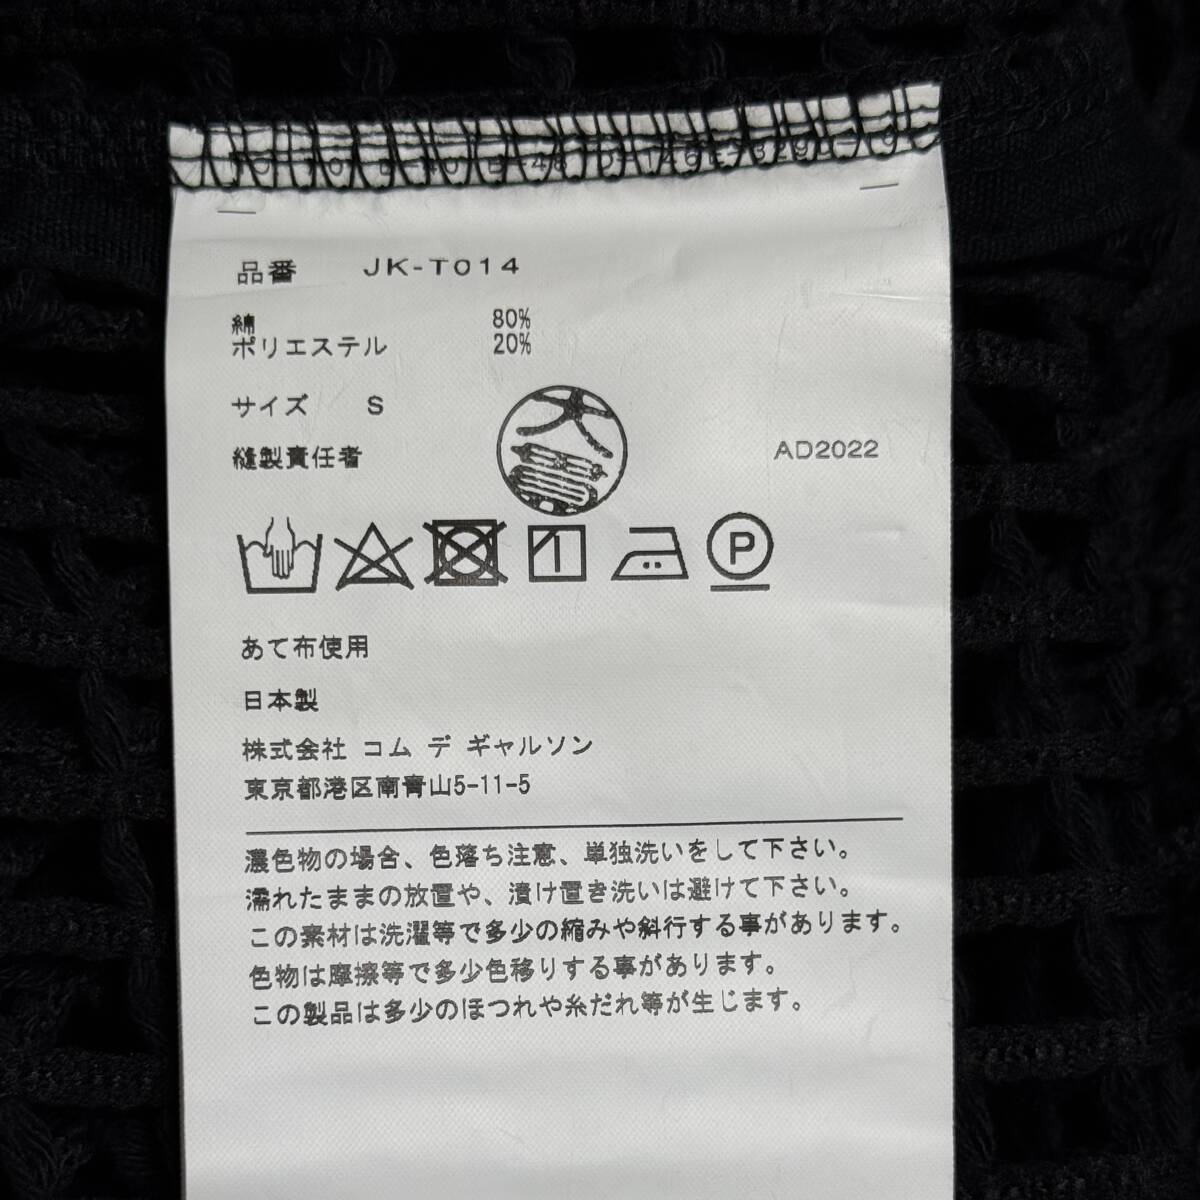 品番 JK-T014
綿 80%
ポリエステル 20%
サイズ S
縫製責任者
AD2022
P
あて布使用
日本製
株式会社 コム デ ギャルソン
東京都港区南青山5-11-5
濃色物の場合、色落ち注意、単独洗いをして下さい。
濡れたままの放置や、漬け置き洗いは避けて下さい。
この素材は洗濯等で多少の縮みや斜行する事があります。
色物は摩擦等で多少色移りする事があります。
この製品は多少のほつれや糸だれ等が生じます。